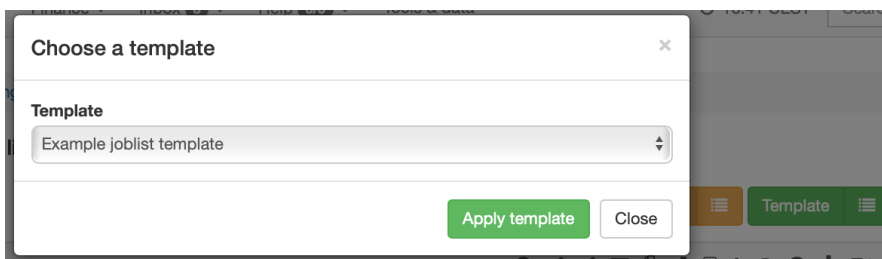 Choose a template
×
Template
Example joblist template
Apply template
Close
Template